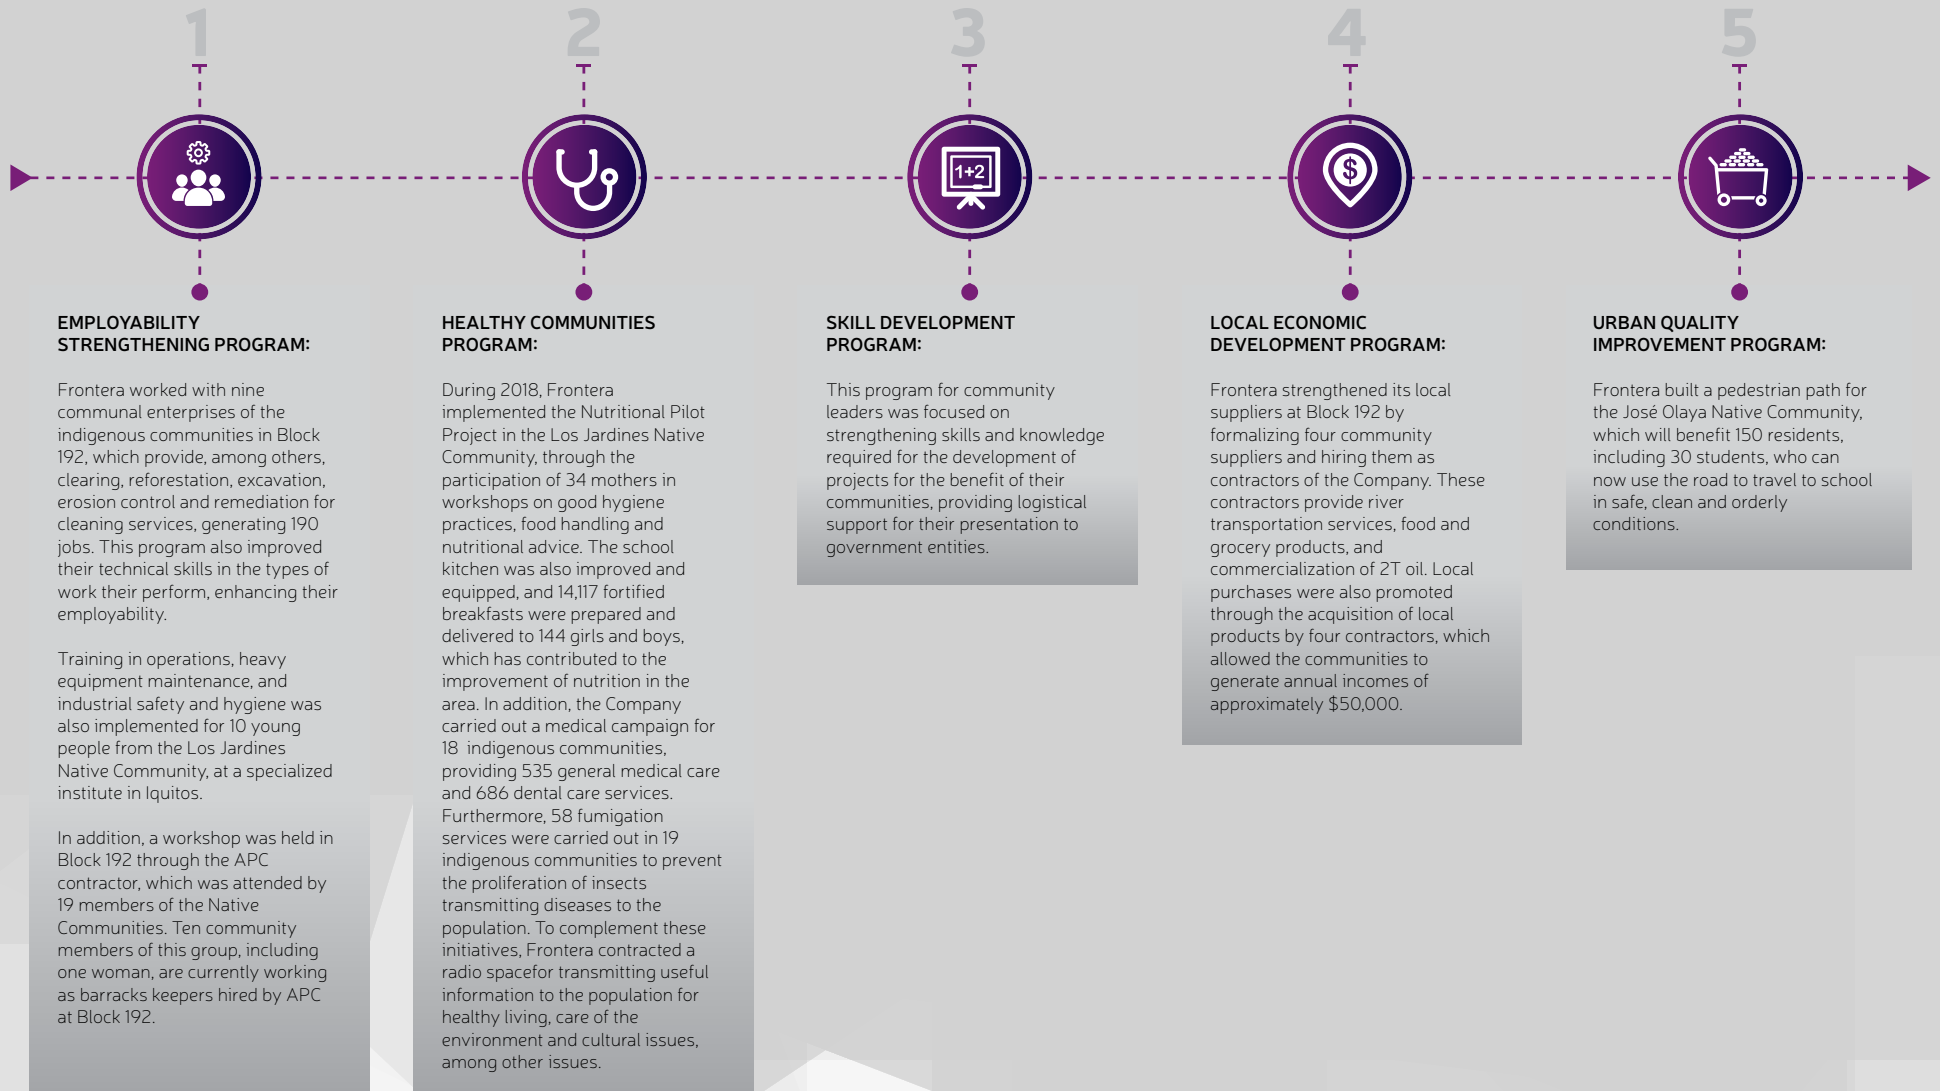 1
EMPLOYABILITY
STRENGTHENING PROGRAM:
Frontera worked with nine
communal enterprises of the
indigenous communities in Block
192, which provide, among others,
clearing, reforestation, excavation,
erosion control and remediation for
cleaning services, generating 190
jobs. This program also improved
their technical skills in the types of
work their perform, enhancing their
employability.
Training in operations, heavy
equipment maintenance, and
industrial safety and hygiene was
also implemented for 10 young
people from the Los Jardines
Native Community, at a specialized
institute in Iquitos.
In addition, a workshop was held in
Block 192 through the APC
contractor, which was attended by
19 members of the Native
Communities. Ten community
members of this group, including
one woman, are currently working
as barracks keepers hired by APC
at Block 192.
2
HEALTHY COMMUNITIES
PROGRAM:
During 2018, Frontera
implemented the Nutritional Pilot
Project in the Los Jardines Native
Community, through the
participation of 34 mothers in
workshops on good hygiene
practices, food handling and
nutritional advice. The school
kitchen was also improved and
equipped, and 14,117 fortified
breakfasts were prepared and
delivered to 144 girls and boys,
which has contributed to the
improvement of nutrition in the
area. In addition, the Company
carried out a medical campaign for
18 indigenous communities,
providing 535 general medical care
and 686 dental care services.
Furthermore, 58 fumigation
services were carried out in 19
indigenous communities to prevent
the proliferation of insects
transmitting diseases to the
population. To complement these
initiatives, Frontera contracted a
radio spacefor transmitting useful
information to the population for
healthy living, care of the
environment and cultural issues,
among other issues.
3
1+2
SKILL DEVELOPMENT
PROGRAM:
This program for community
leaders was focused on
strengthening skills and knowledge
required for the development of
projects for the benefit of their
communities, providing logistical
support for their presentation to
government entities.
4
$
LOCAL ECONOMIC
DEVELOPMENT PROGRAM:
Frontera strengthened its local
suppliers at Block 192 by
formalizing four community
suppliers and hiring them as
contractors of the Company. These
contractors provide river
transportation services, food and
grocery products, and
commercialization of 2T oil. Local
purchases were also promoted
through the acquisition of local
products by four contractors, which
allowed the communities to
generate annual incomes of
approximately $50,000.
5
URBAN QUALITY
IMPROVEMENT PROGRAM:
Frontera built a pedestrian path for
the José Olaya Native Community,
which will benefit 150 residents,
including 30 students, who can
now use the road to travel to school
in safe, clean and orderly
conditions.